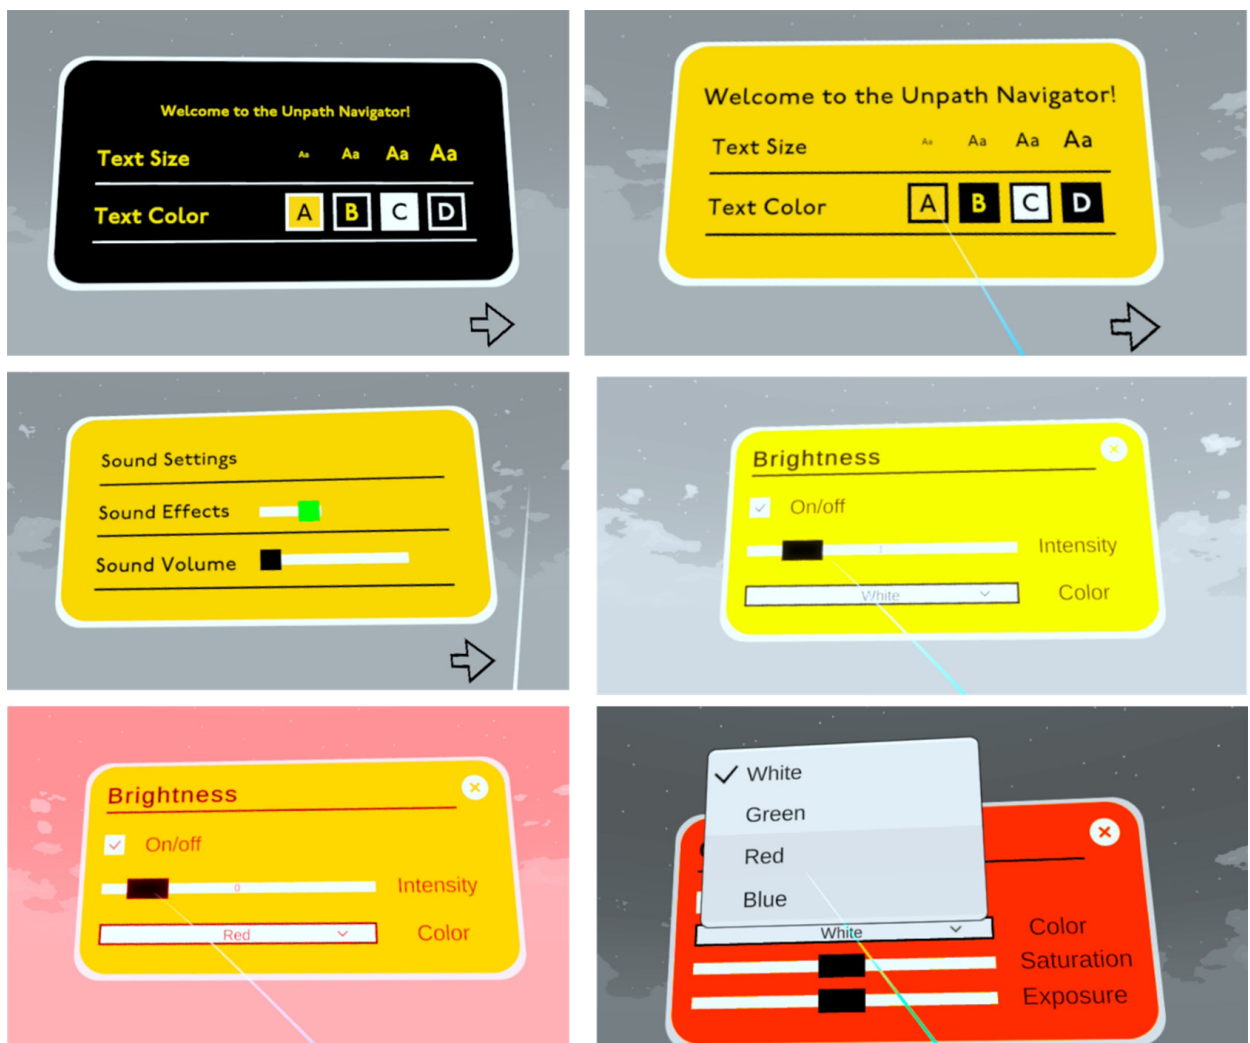 Welcome to the Unpath Navigator!
Text Size Aa Aa Aa Aa
Text Color A B C D
Welcome to the Unpath Navigator!
Text Size Aa Aa Aa Aa
Text Color A B C D
Sound Settings
Sound Effects
Sound Volume
Brightness
On/off
Intensity
White Color
Brightness
On/off
0 Intensity
Red Color
White
Green
Red
Blue
White Color
Saturation
Exposure